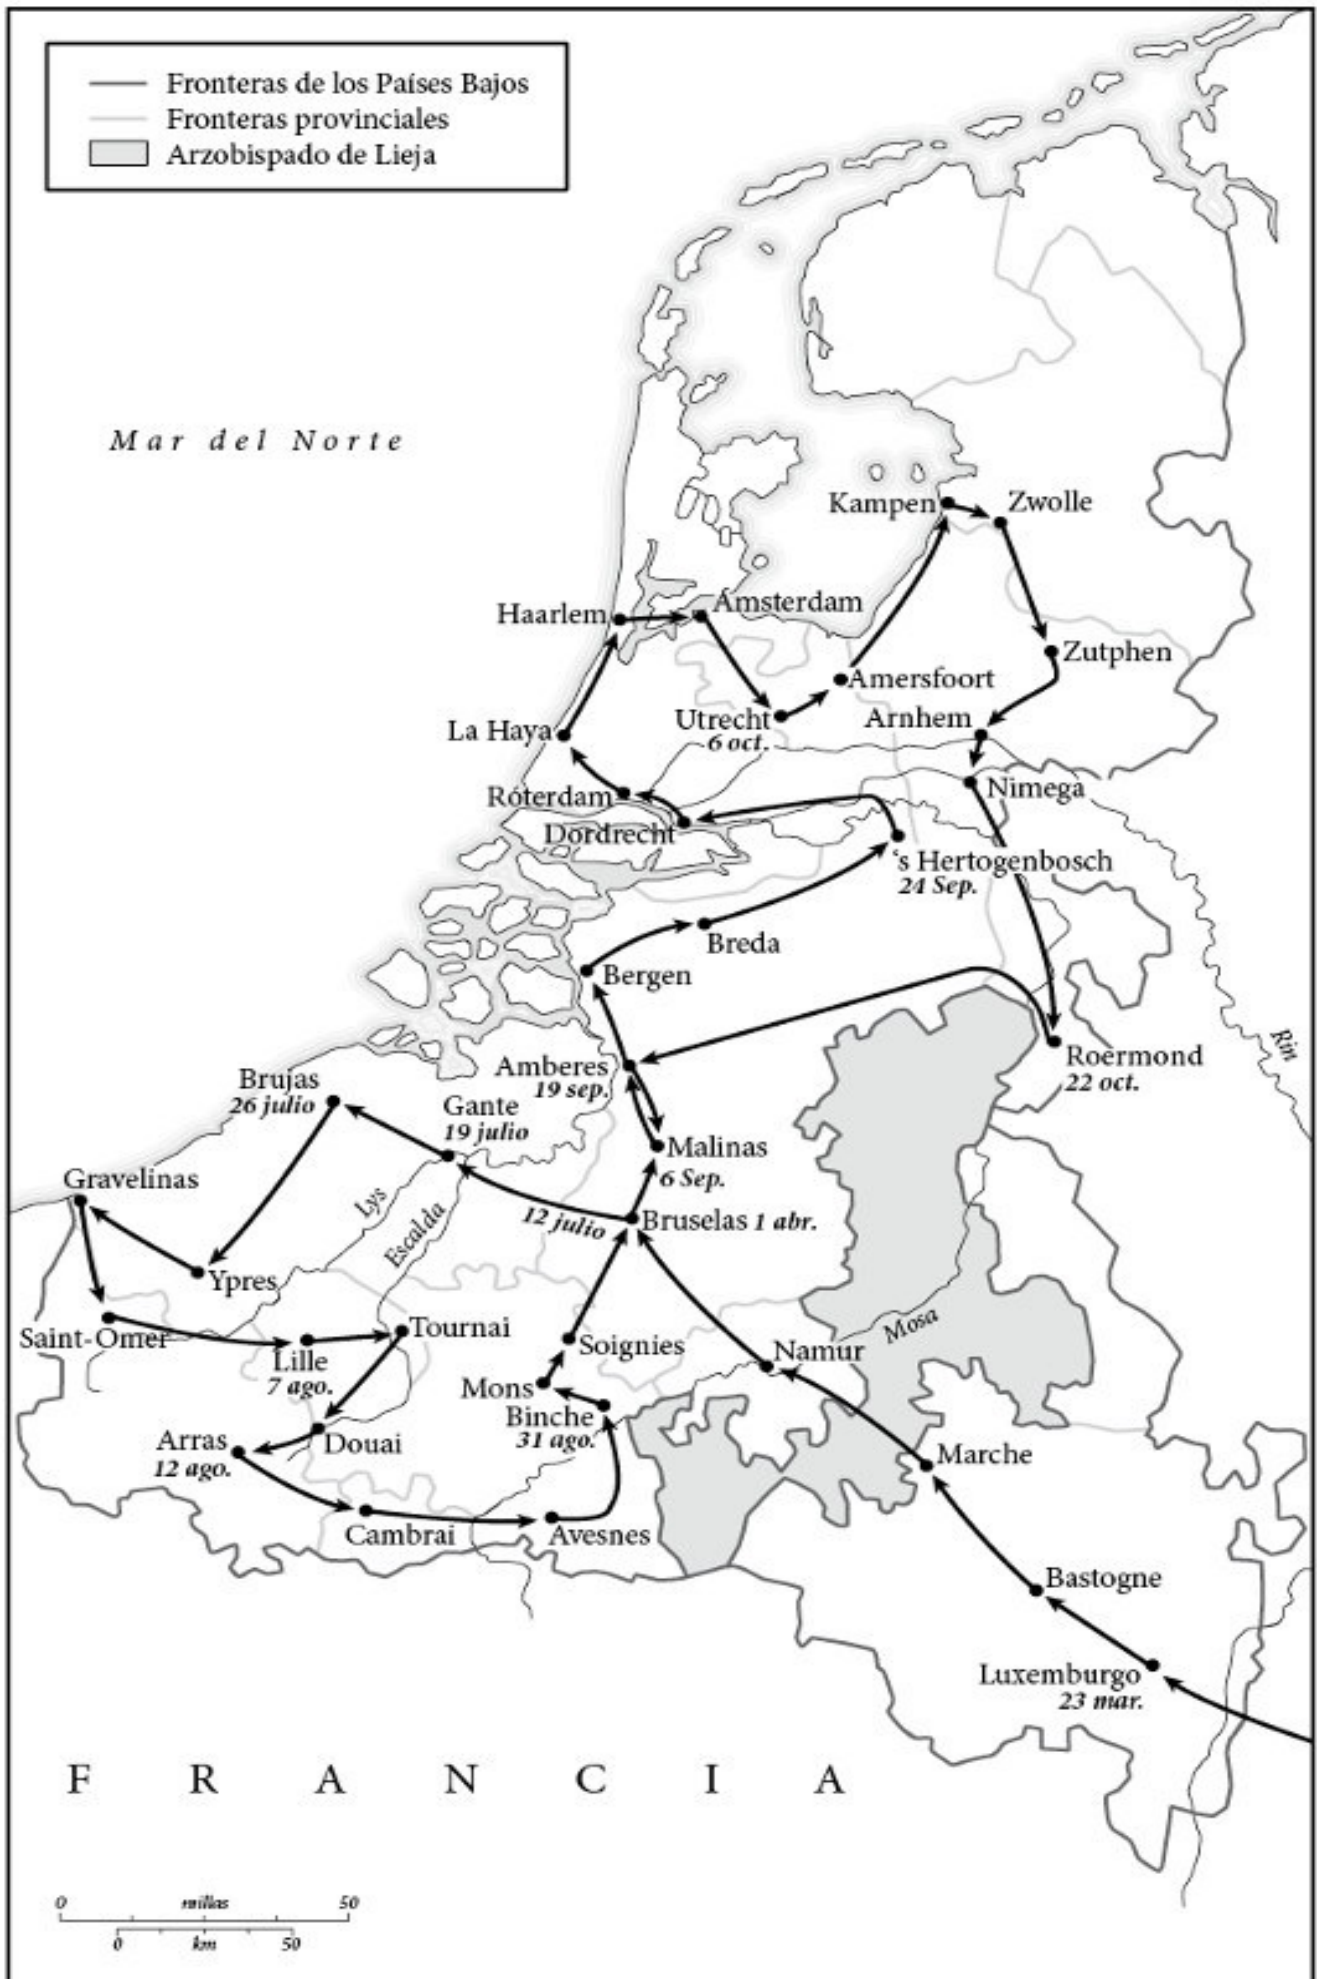 Fronteras de los Países Bajos
Fronteras provinciales
Arzobispado de Lieja
Mar del Norte
Kampen
Zwolle
Haarlem
Amsterdam
Zutphen
Amersfoort
Utrecht
6 oct.
Arnhem
La Haya
Róterdam
Nimega
Dordrecht
's Hertogenbosch
24 Sep.
Breda
Bergen
Rin
Amberes
19 sep.
Roermond
22 oct.
Brujas
26 julio
Gante
19 julio
Malinas
6 Sep.
Gravelinas
Lys
Escalda
12 julio
Bruselas 1 abr.
Ypres
Saint-Omer
Lille
7 ago.
Tournai
Soignies
Mosa
Namur
Mons
Binche
31 ago.
Arras
12 ago.
Douai
Marche
Cambrai
Avesnes
Bastogne
Luxemburgo
23 mar.
FRANCIA
0 millas 50
0 km 50